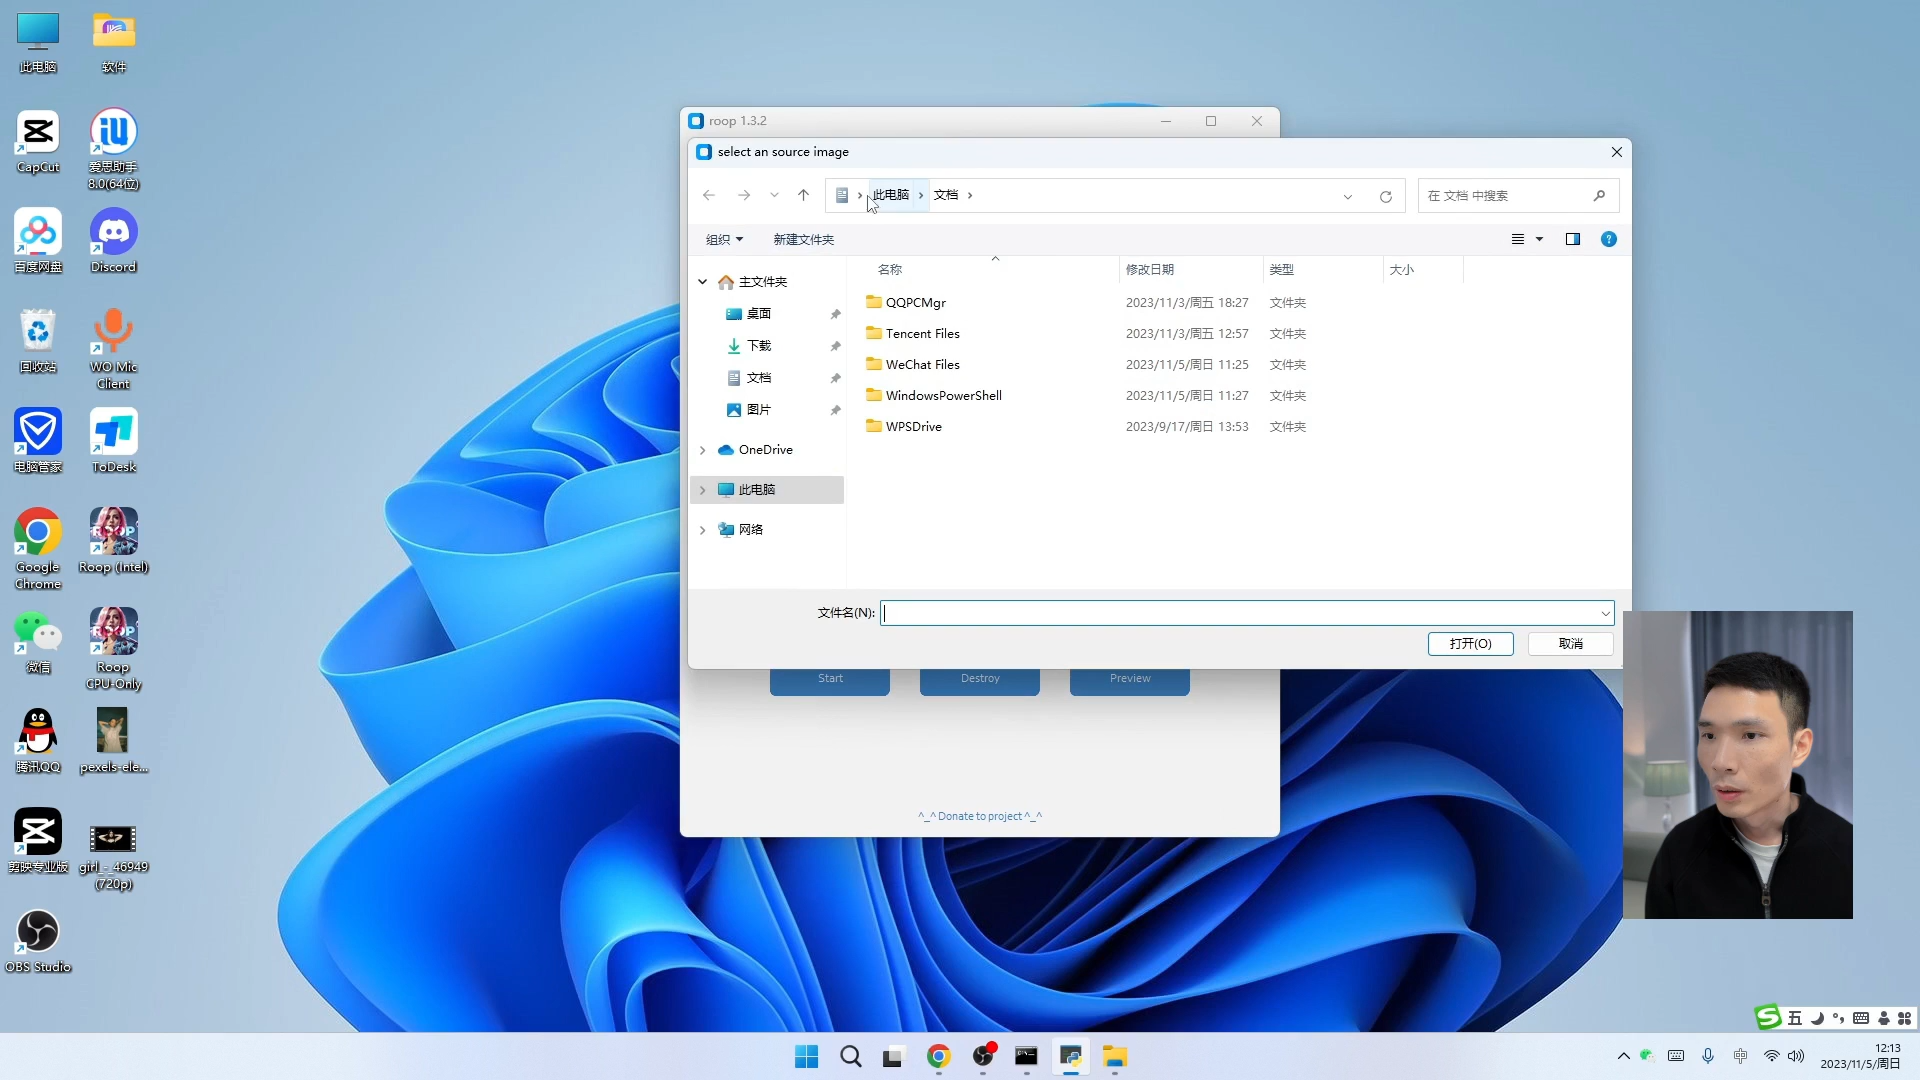 此电脑
软件
CapCut
爱思助手
8.0(64位)
百度网盘
Discord
回收站
WO Mic
Client
电脑管家
ToDesk
Google
Chrome
ROOP
Roop (Intel)
微信
ROOP
Roop
CPU-Only
腾讯QQ
pexels-ele...
剪映专业版
girl_-_46949
(720p)
OBS Studio
roop 1.3.2
select an source image
此电脑
文档
在 文档 中搜索
组织
新建文件夹
名称
修改日期
类型
大小
主文件夹
桌面
下载
文档
图片
OneDrive
此电脑
网络
QQPCMgr 2023/11/3/周五 18:27 文件夹
Tencent Files 2023/11/3/周五 12:57 文件夹
WeChat Files 2023/11/5/周日 11:25 文件夹
WindowsPowerShell 2023/11/5/周日 11:27 文件夹
WPSDrive 2023/9/17/周日 13:53 文件夹
文件名(N):
打开(O)
取消
Start
Destroy
Preview
^_^ Donate to project ^_^
五
中
12:13
2023/11/5/周日